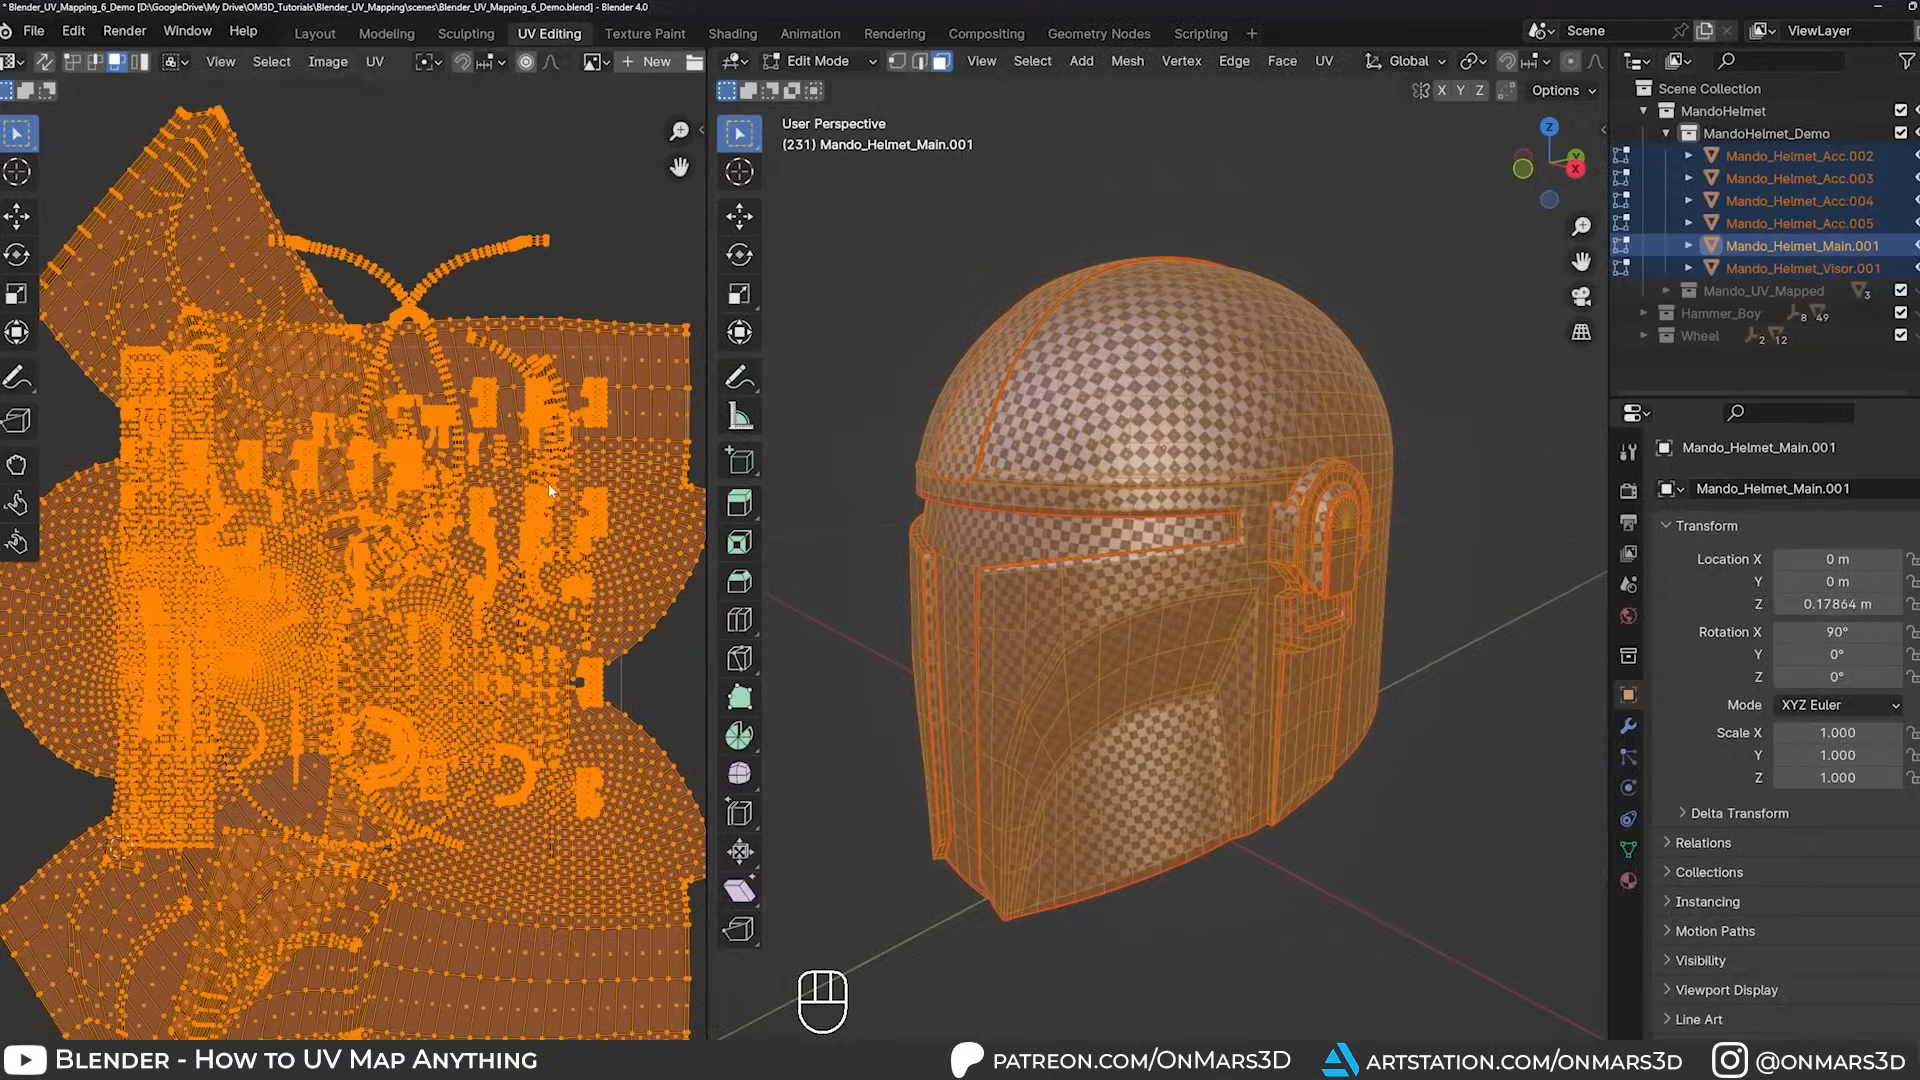 * Blender_UV_Mapping_6_Demo [D:\GoogleDrive\My Drive\OM3D_Tutorials\Blender_UV_Mapping\scenes\Blender_UV_Mapping_6_Demo.blend] - Blender 4.0
File Edit Render Window Help Layout Modeling Sculpting UV Editing Texture Paint Shading Animation Rendering Compositing Geometry Nodes Scripting + Scene ViewLayer
View Select Image UV + New Edit Mode View Select Add Mesh Vertex Edge Face UV Global
X Y Z Options
Scene Collection
MandoHelmet
MandoHelmet_Demo
Mando_Helmet_Acc.002
Mando_Helmet_Acc.003
Mando_Helmet_Acc.004
Mando_Helmet_Acc.005
Mando_Helmet_Main.001
Mando_Helmet_Visor.001
Mando_UV_Mapped 3
Hammer_Boy 8 49
Wheel 2 12
User Perspective
(231) Mando_Helmet_Main.001
Z
Y
X
Mando_Helmet_Main.001
Mando_Helmet_Main.001
Transform
Location X 0 m
Y 0 m
Z 0.17864 m
Rotation X 90°
Y 0°
Z 0°
Mode XYZ Euler
Scale X 1.000
Y 1.000
Z 1.000
Delta Transform
Relations
Collections
Instancing
Motion Paths
Visibility
Viewport Display
Line Art
BLENDER - HOW TO UV MAP ANYTHING
PATREON.COM/ONMARS3D
ARTSTATION.COM/ONMARS3D
@ONMARS3D